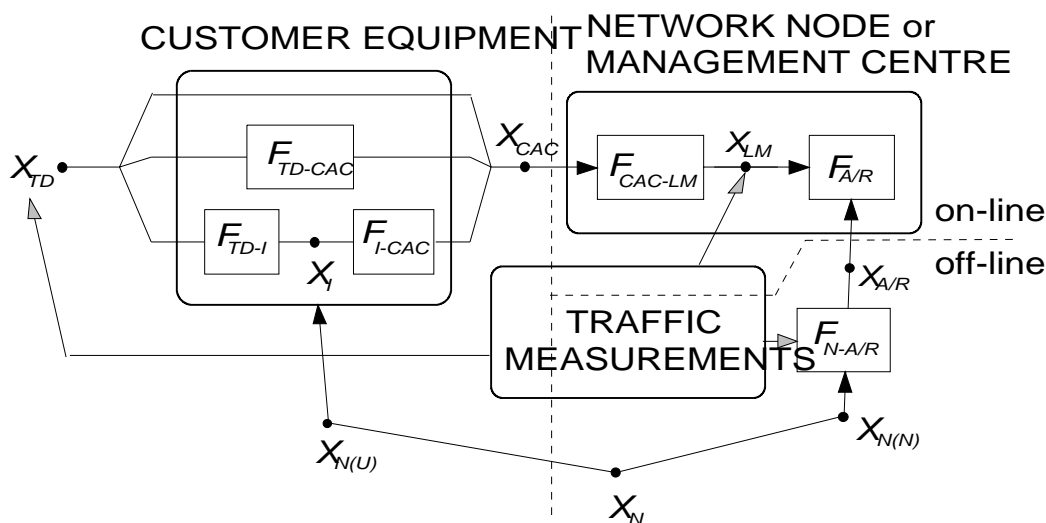 CUSTOMER EQUIPMENT
NETWORK NODE or
MANAGEMENT CENTRE
X_TD
F_TD-CAC
F_TD-I
X_I
F_I-CAC
X_CAC
F_CAC-LM
X_LM
F_A/R
on-line
off-line
X_A/R
TRAFFIC
MEASUREMENTS
F_N-A/R
X_N(U)
X_N(N)
X_N